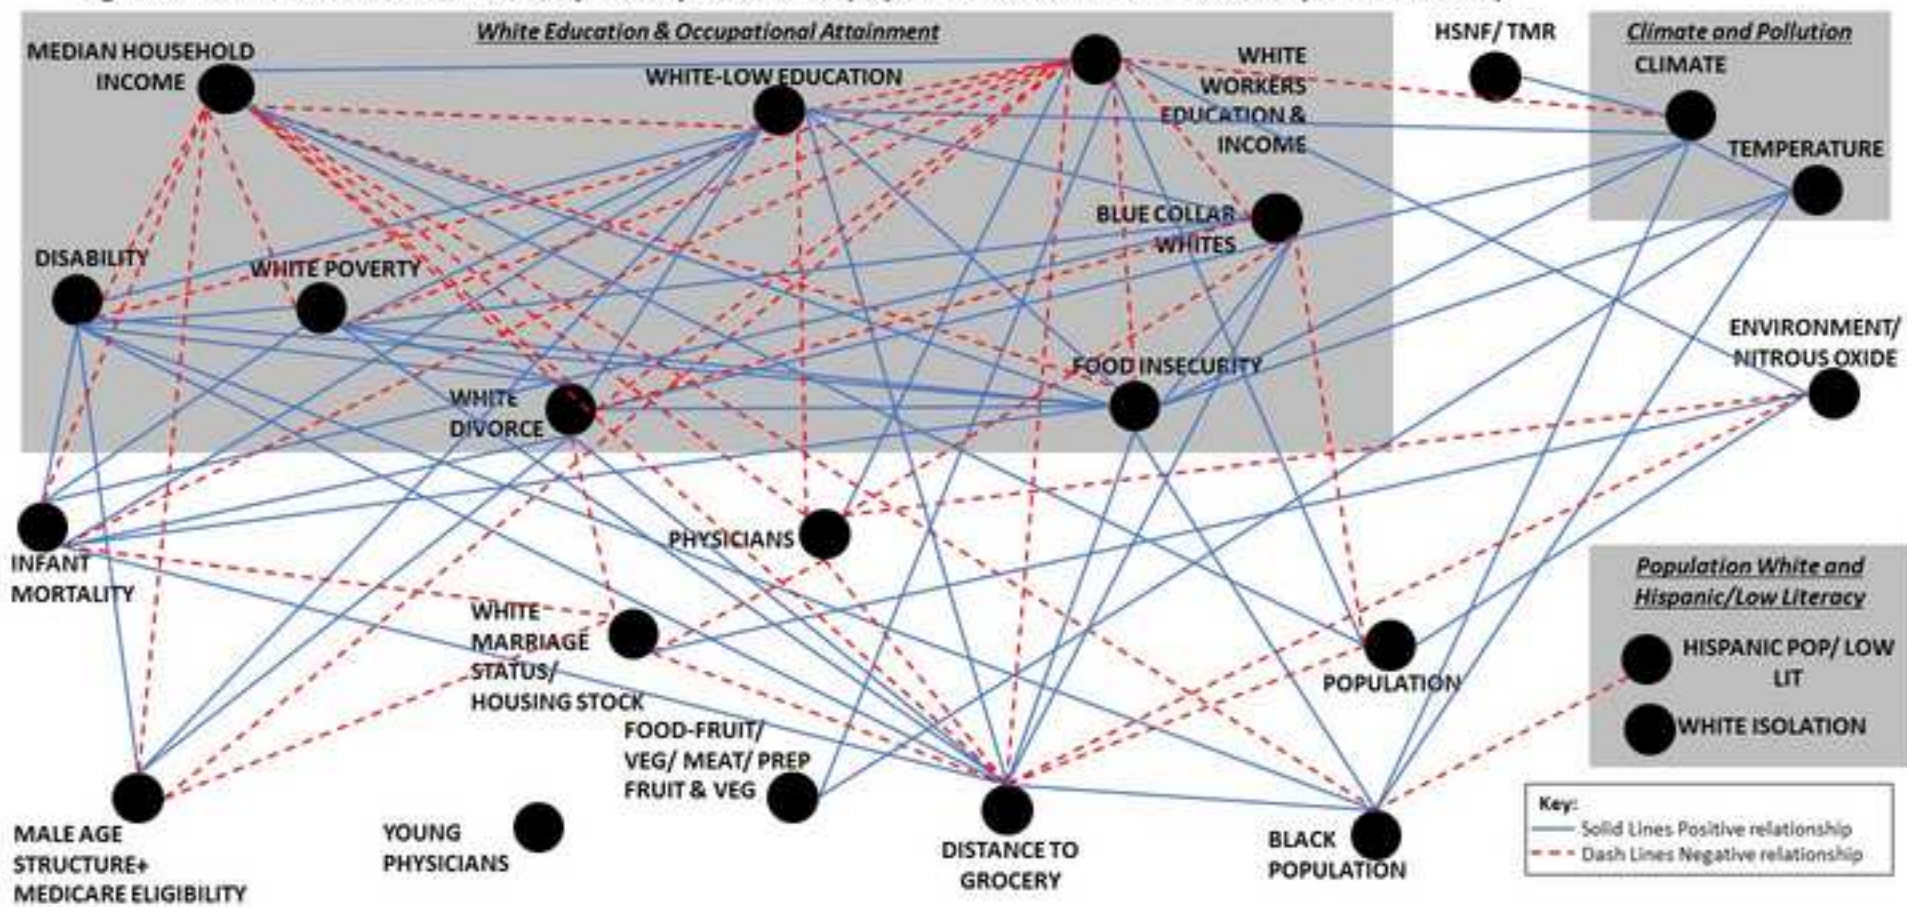 White Education & Occupational Attainment
HSNF/ TMR
Climate and Pollution
MEDIAN HOUSEHOLD
INCOME
WHITE-LOW EDUCATION
WHITE
WORKERS
EDUCATION &
INCOME
CLIMATE
TEMPERATURE
BLUE COLLAR
WHITES
DISABILITY
WHITE POVERTY
ENVIRONMENT/
NITROUS OXIDE
FOOD INSECURITY
WHITE
DIVORCE
PHYSICIANS
INFANT
MORTALITY
Population White and
Hispanic/Low Literacy
WHITE
MARRIAGE
STATUS/
HOUSING STOCK
HISPANIC POP/ LOW
LIT
POPULATION
WHITE ISOLATION
FOOD-FRUIT/
VEG/ MEAT/ PREP
FRUIT & VEG
Key:
Solid Lines Positive relationship
Dash Lines Negative relationship
MALE AGE
STRUCTURE+
MEDICARE ELIGIBILITY
YOUNG
PHYSICIANS
DISTANCE TO
GROCERY
BLACK
POPULATION